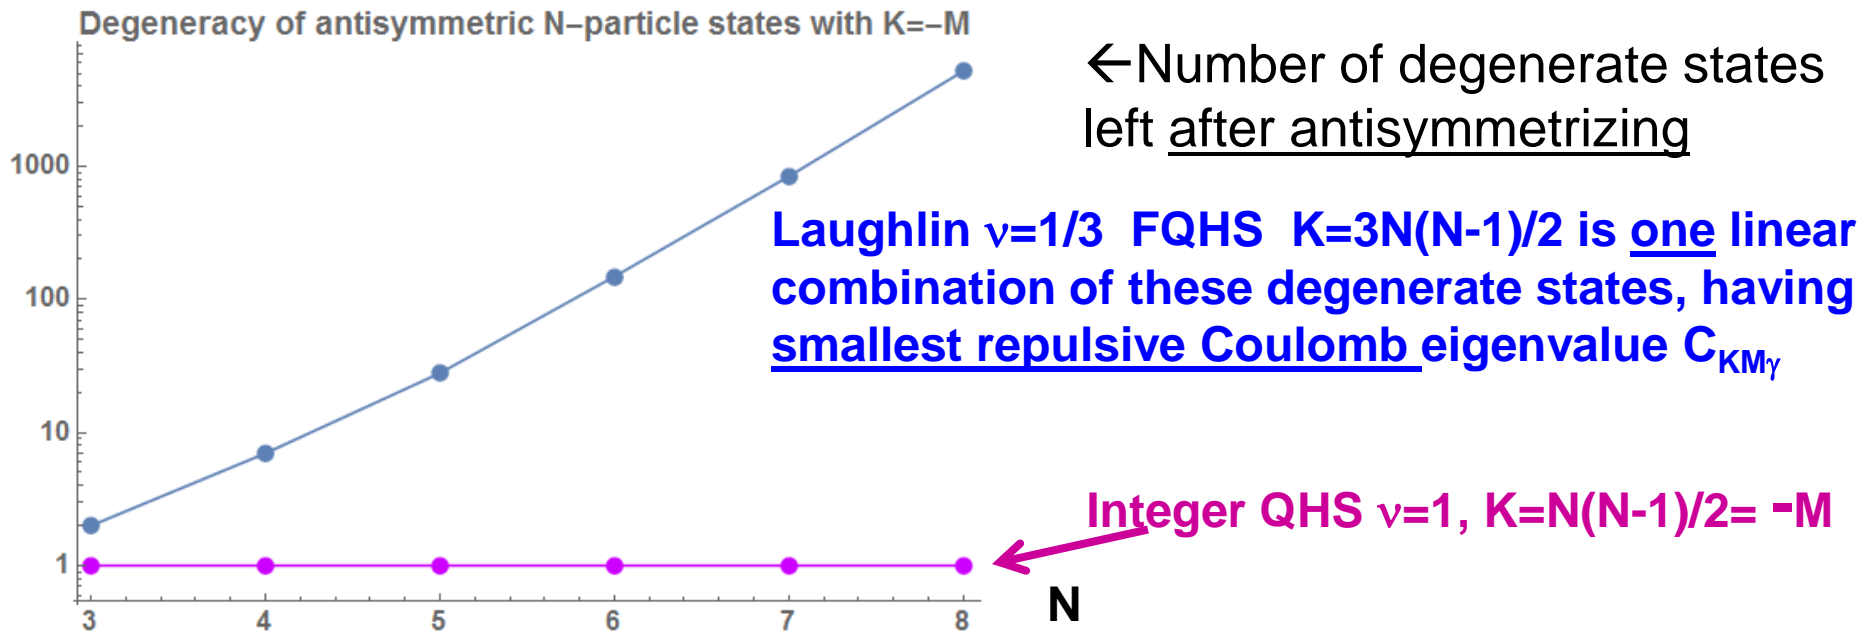 Degeneracy of antisymmetric N–particle states with K=–M
←Number of degenerate states
left after antisymmetrizing
1000
Laughlin ν=1/3 FQHS K=3N(N-1)/2 is one linear
combination of these degenerate states, having
smallest repulsive Coulomb eigenvalue C_KMγ
100
10
Integer QHS ν=1, K=N(N-1)/2= -M
1
N
3 4 5 6 7 8